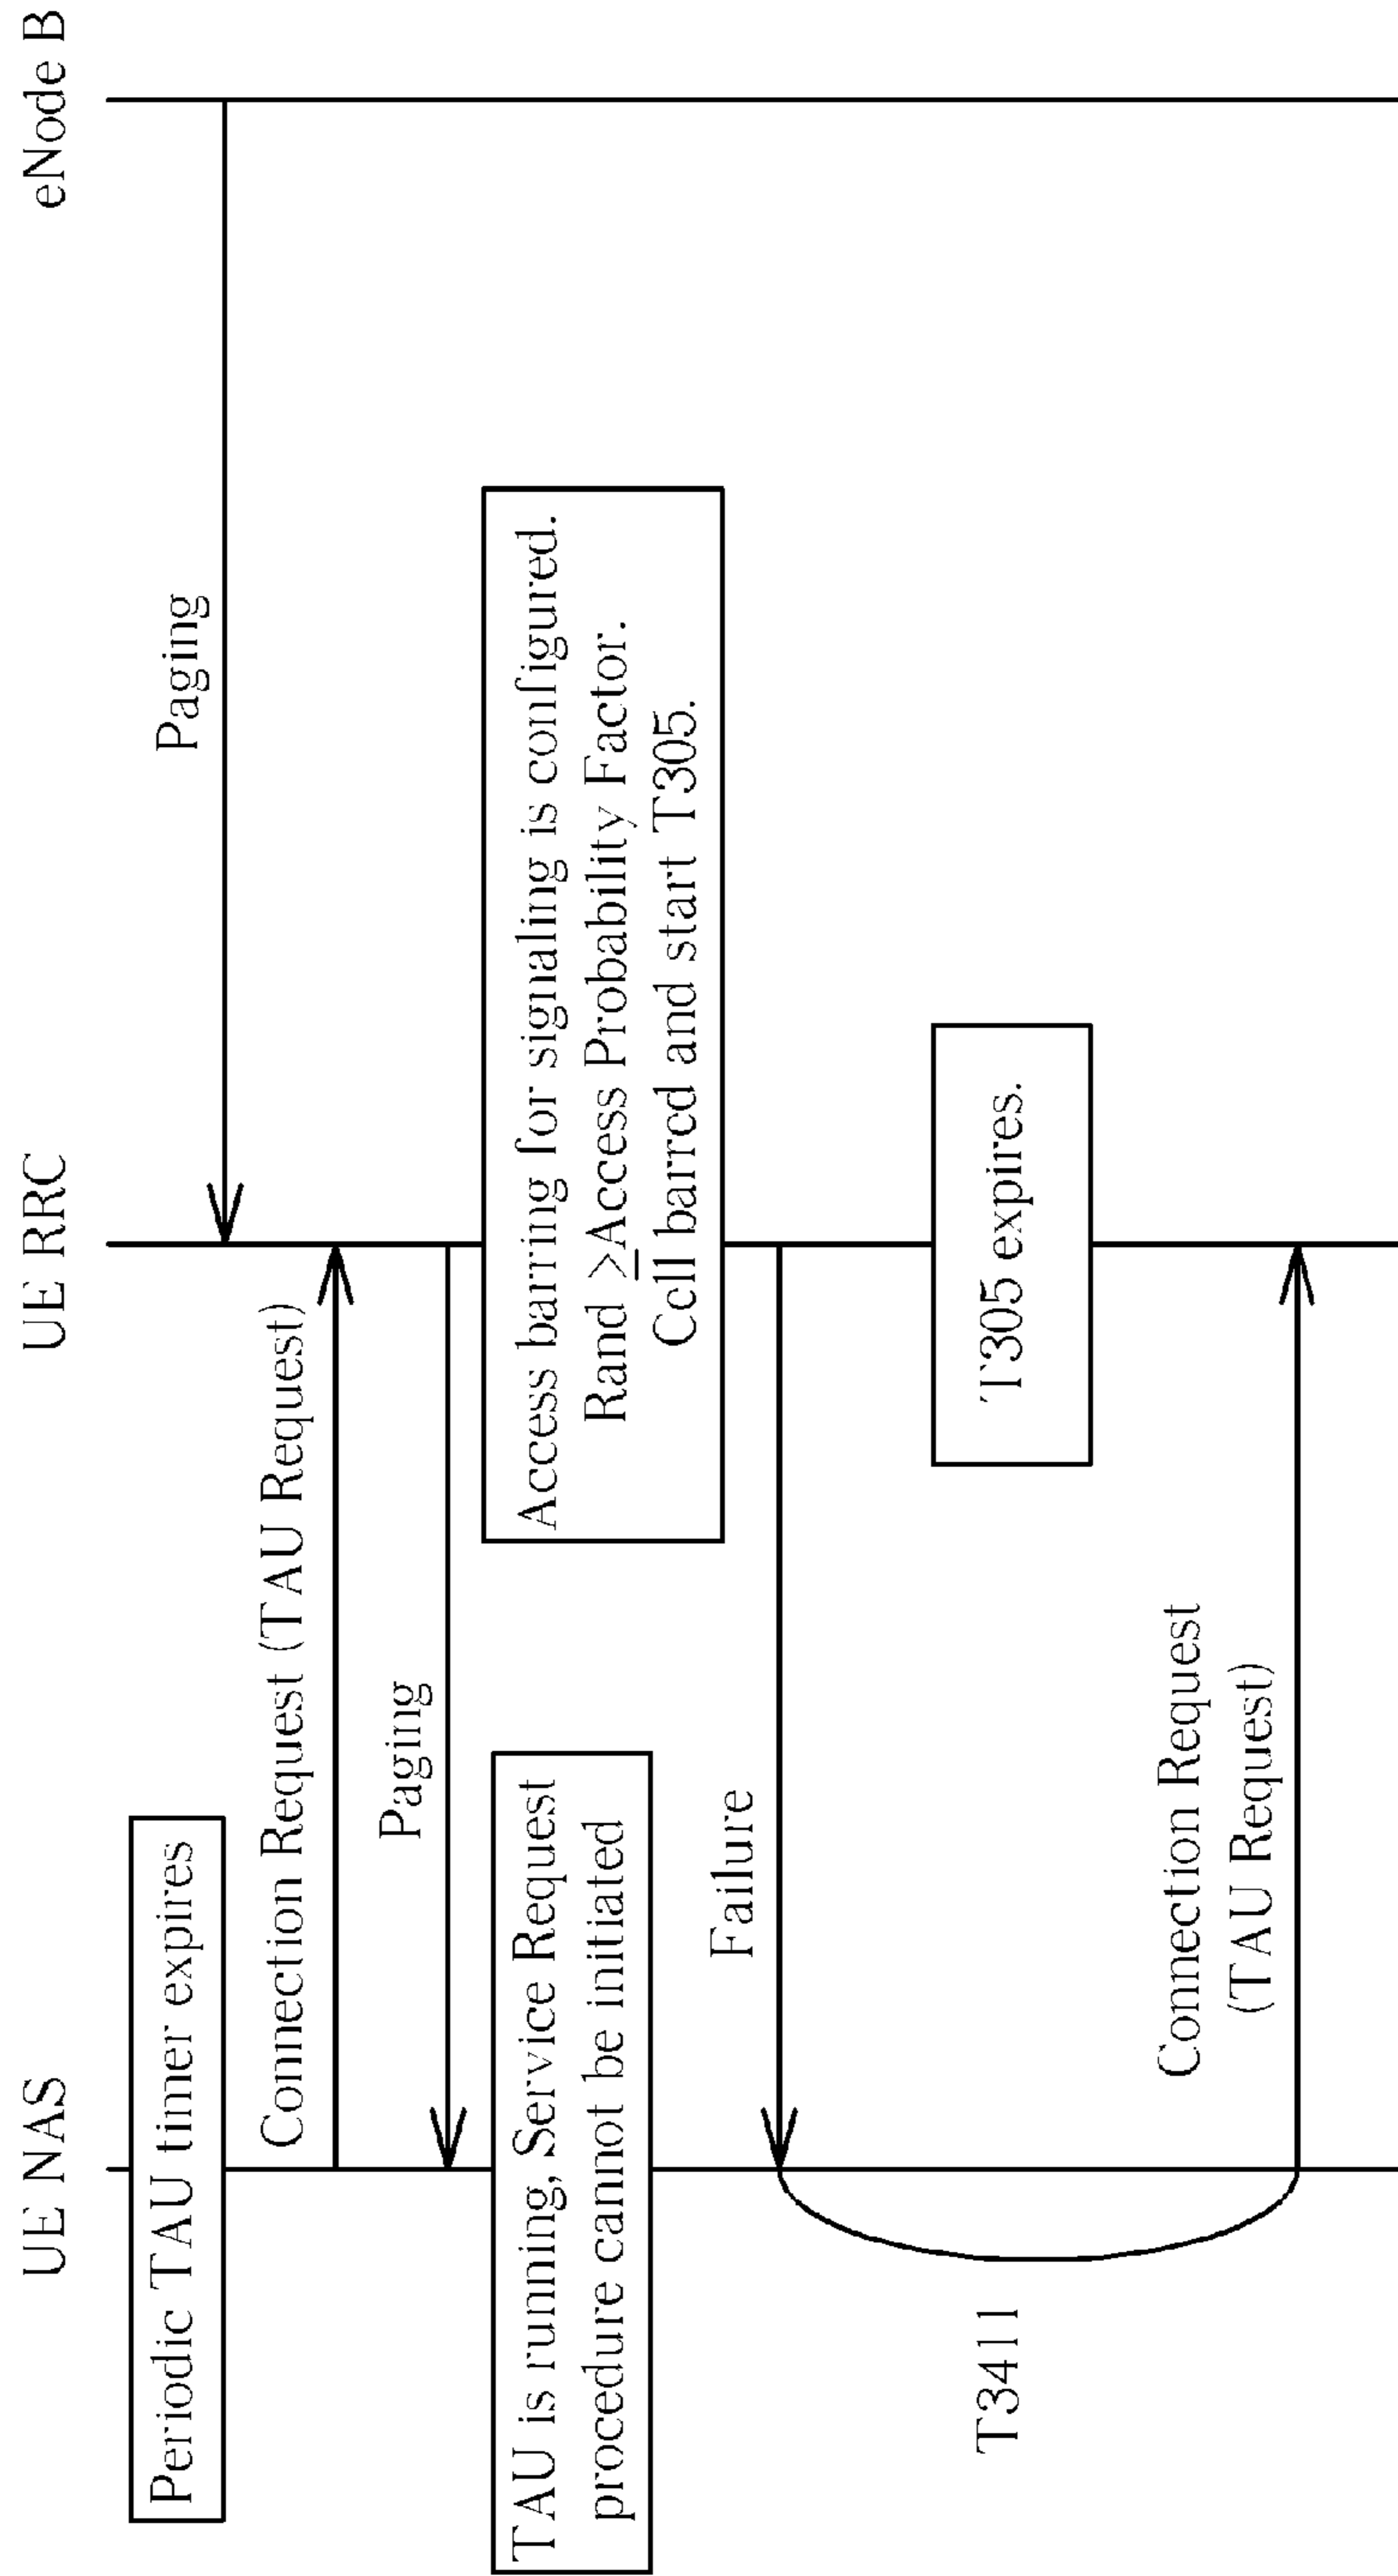 UE NAS
UE RRC
eNode B
Periodic TAU timer expires
Paging
Connection Request (TAU Request)
Paging
TAU is running, Service Request
procedure cannot be initiated
Access barring for signaling is configured.
Rand ≥Access Probability Factor.
Cell barred and start T305.
Failure
T3411
T305 expires.
Connection Request
(TAU Request)